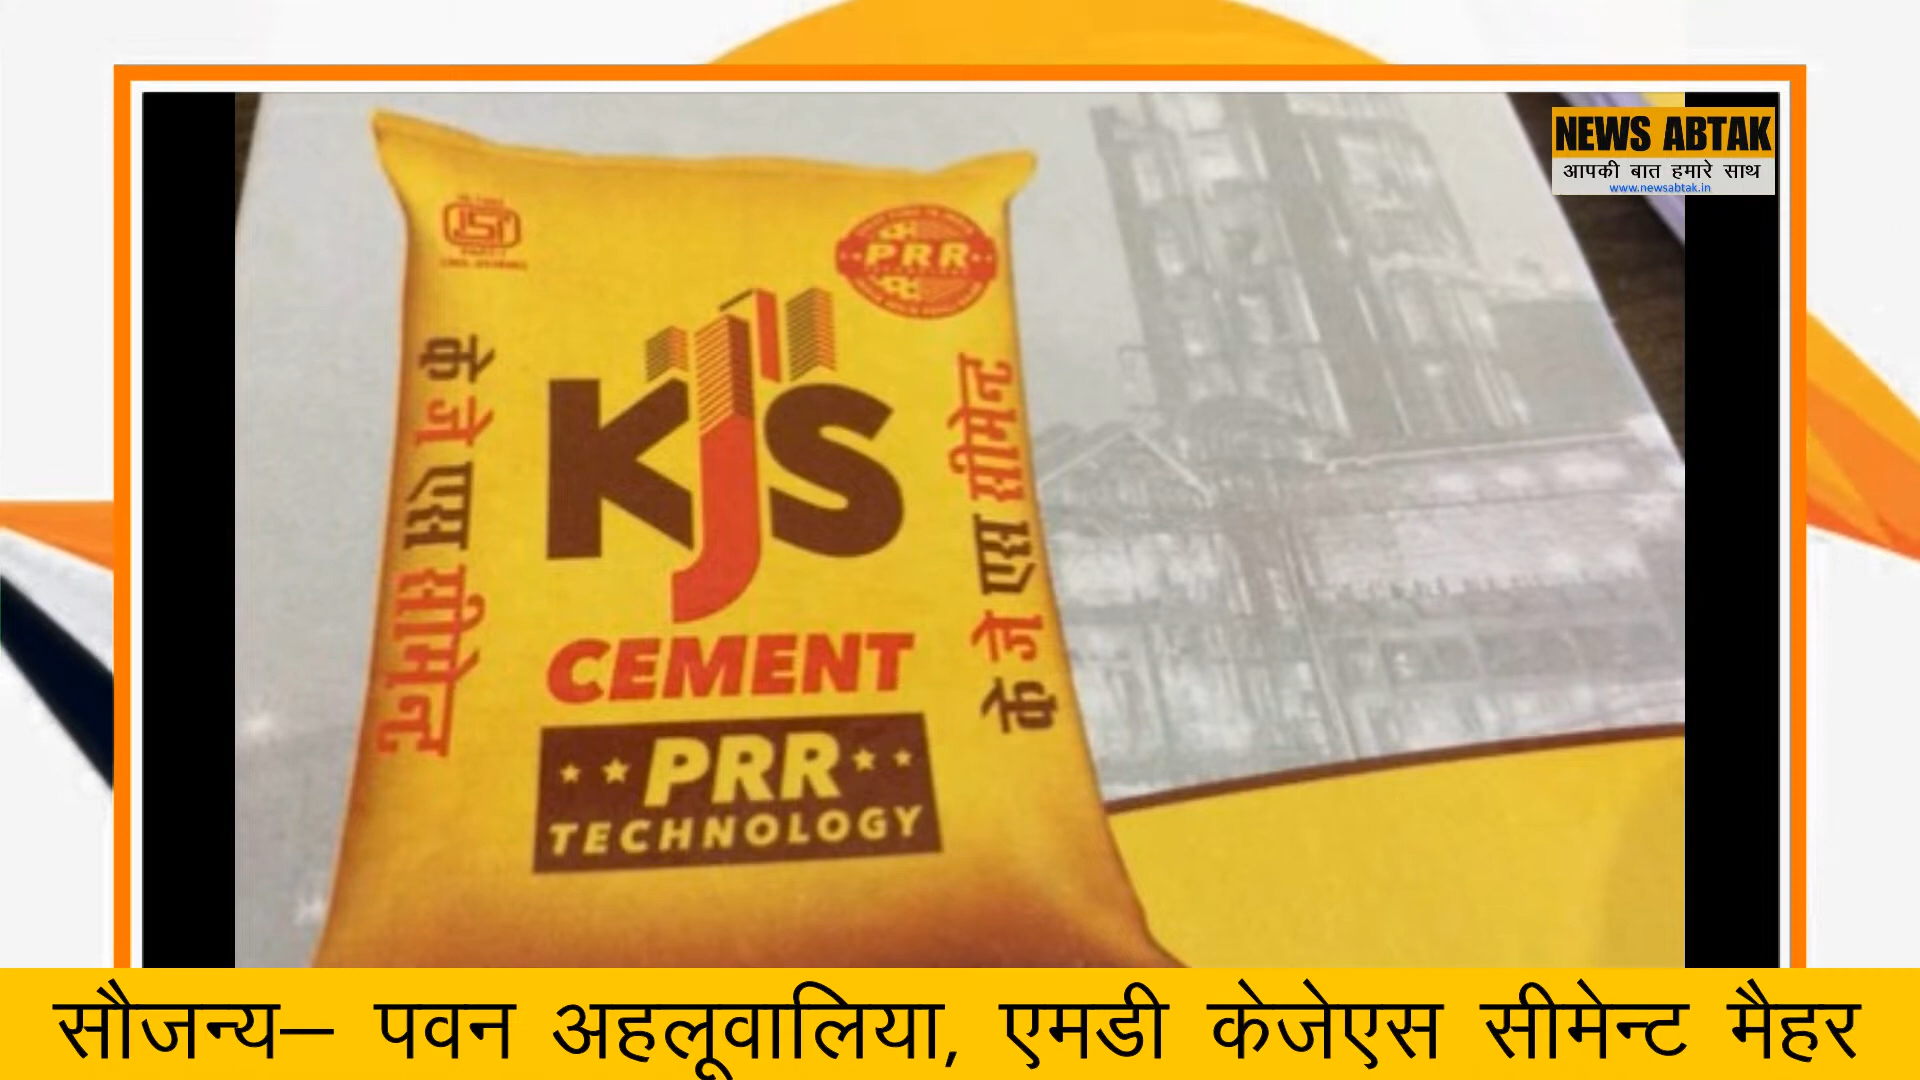 NEWS ABTAK
आपकी बात हमारे साथ
www.newsabtak.in
PRR
के जे एस सीमेन्ट
KJS
CEMENT
PRR
TECHNOLOGY
के जे एस सीमेन्ट
सौजन्य– पवन अहलूवालिया, एमडी केजेएस सीमेन्ट मैहर